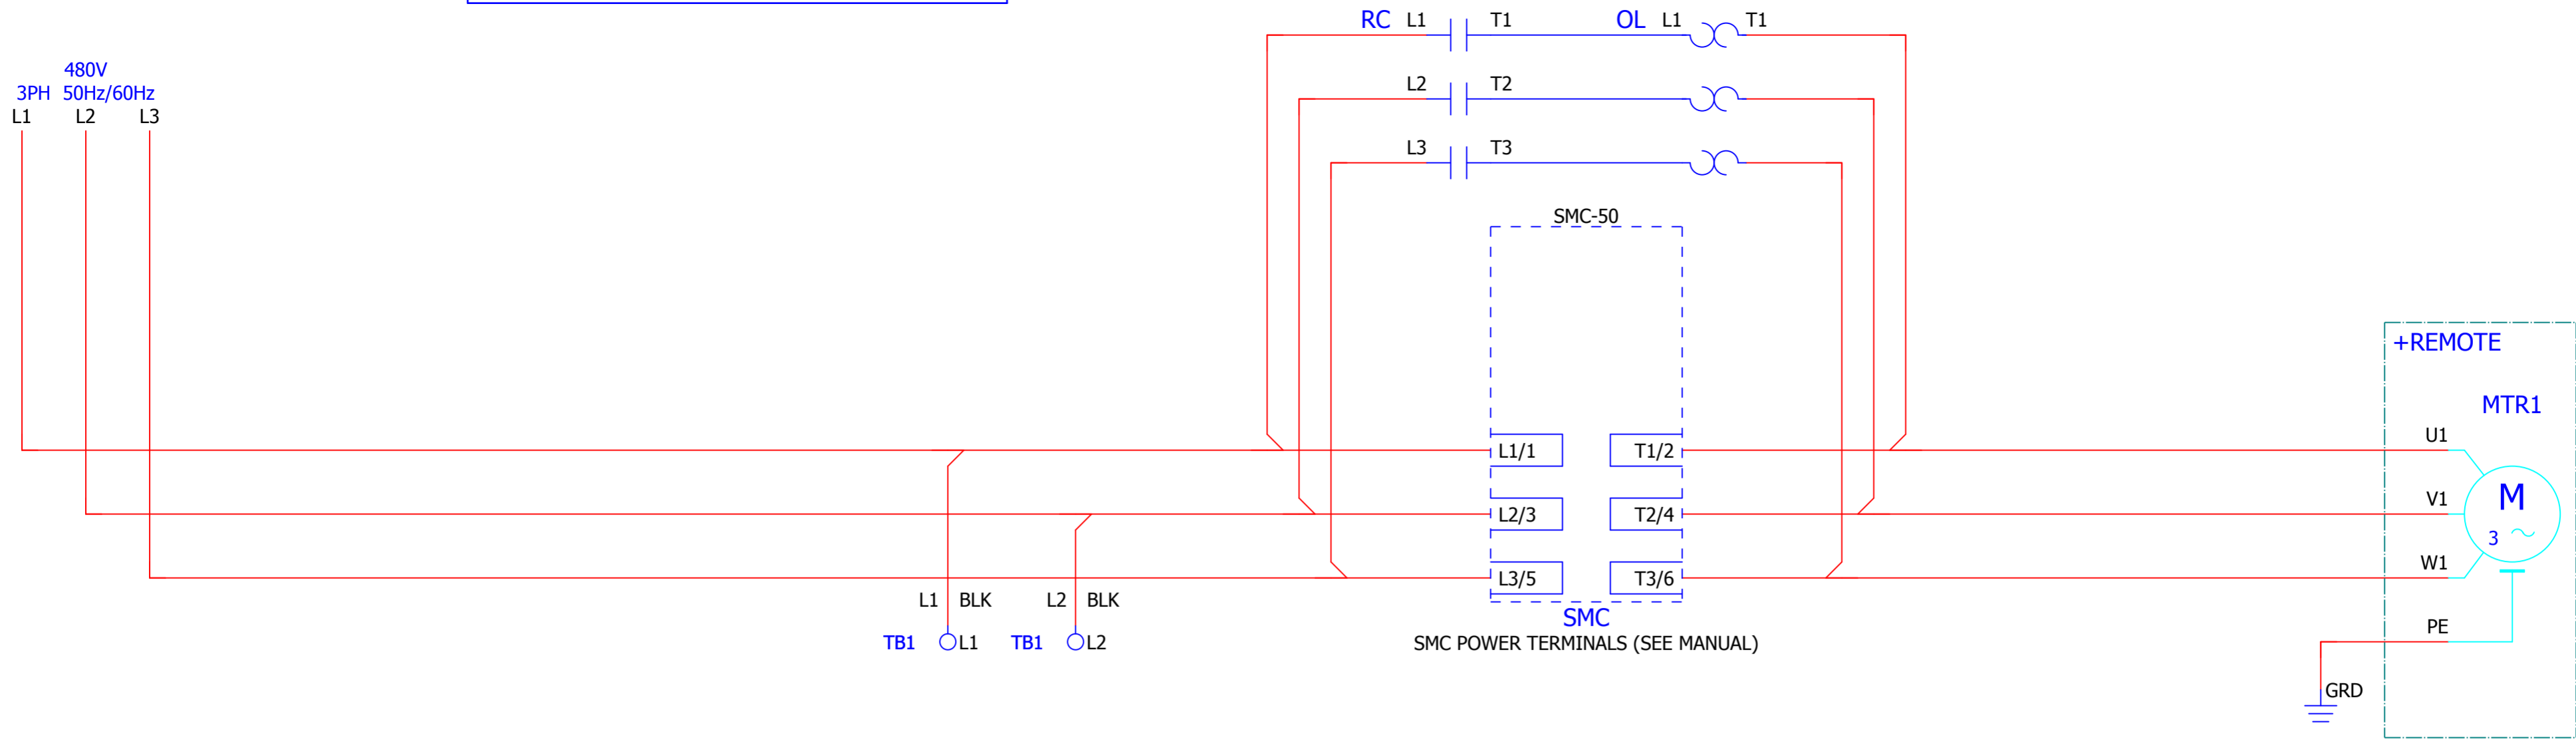 RC L1 T1 OL L1 T1
480V
3PH 50Hz/60Hz
L1 L2 L3
L2 T2
L3 T3
SMC-50
+REMOTE
MTR1
U1
L1/1 T1/2
M
3
V1
L2/3 T2/4
W1
L3/5 T3/6
L1 BLK L2 BLK
SMC
PE
TB1 L1 TB1 L2
SMC POWER TERMINALS (SEE MANUAL)
GRD